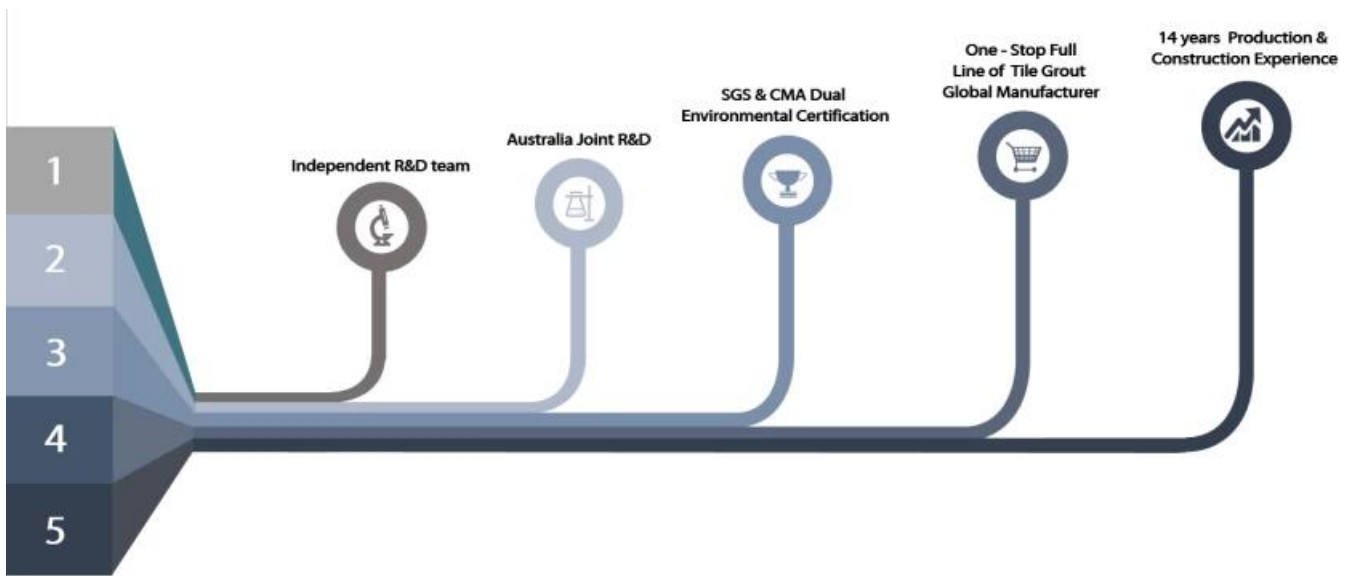 1
2
3
4
5
Independent R&D team
Australia Joint R&D
SGS & CMA Dual
Environmental Certification
One - Stop Full
Line of Tile Grout
Global Manufacturer
14 years Production &
Construction Experience